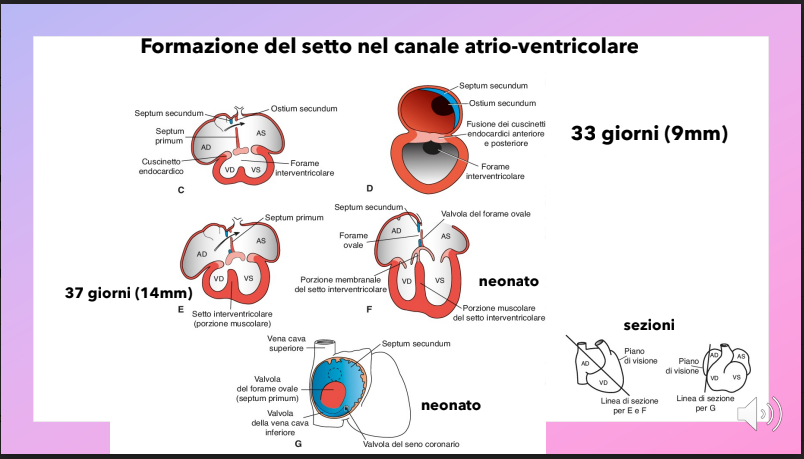 Formazione del setto nel canale atrio-ventricolare
Septum secundum
Ostium secundum
Septum
primum
AS
AD
Cuscinetto
endocardico
VD
VS
Forame
interventricolare
C
Septum secundum
Ostium secundum
Fusione dei cuscinetti
endocardici anteriore
e posteriore
Forame
interventricolare
D
33 giorni (9mm)
Septum primum
AS
AD
VD
VS
37 giorni (14mm)
E
Setto interventricolare
(porzione muscolare)
Septum secundum
Valvola del forame ovale
AD
AS
Forame
ovale
Porzione membranale
del setto interventricolare
VD
VS
F
Porzione muscolare
del setto interventricolare
neonato
Vena cava
superiore
Septum secundum
Valvola
del forame ovale
(septum primum)
Valvola
della vena cava
inferiore
G
Valvola del seno coronario
neonato
sezioni
AD
VD
Piano
di visione
Linea di sezione
per E e F
Piano
di visione
AD
AS
VD
VS
Linea di sezione
per G